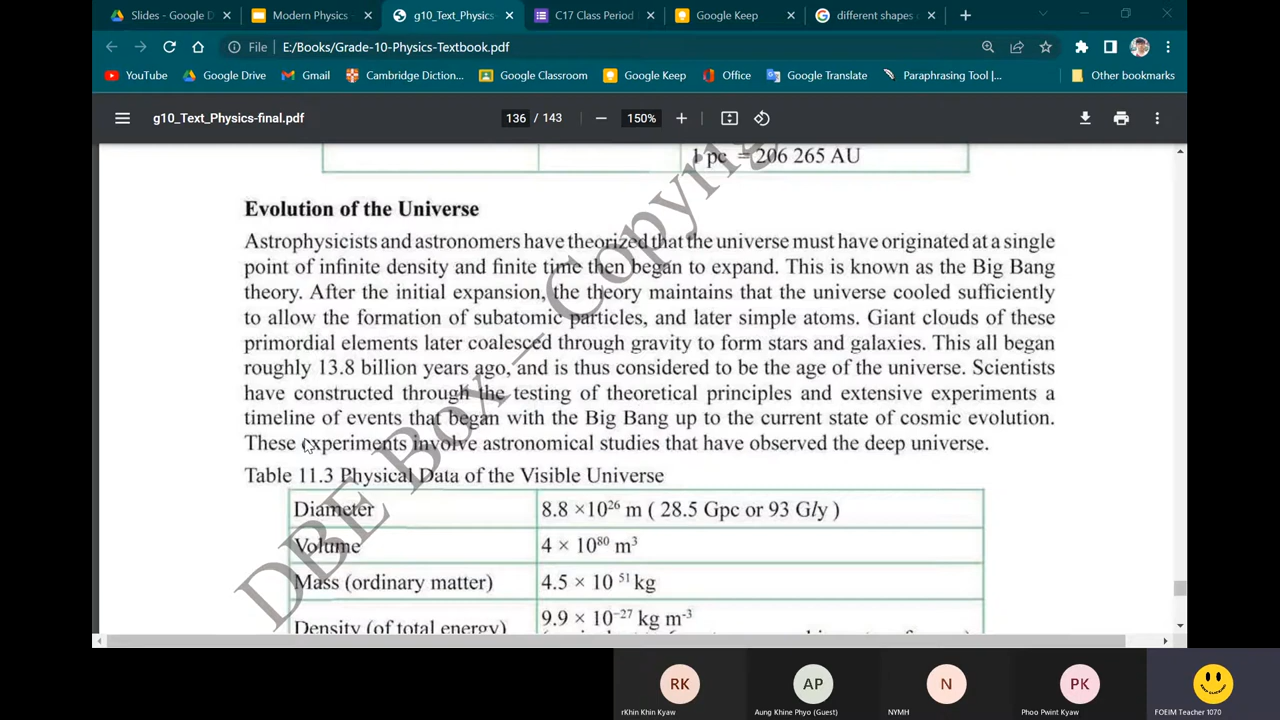 Slides - Google D
Modern Physics -
g10_Text_Physics-
C17 Class Period
Google Keep
different shapes
File E:/Books/Grade-10-Physics-Textbook.pdf
YouTube Google Drive Gmail Cambridge Diction... Google Classroom Google Keep Office Google Translate Paraphrasing Tool |... Other bookmarks
g10_Text_Physics-final.pdf 136 / 143 150%
1 pc = 206 265 AU
Evolution of the Universe
Astrophysicists and astronomers have theorized that the universe must have originated at a single
point of infinite density and finite time then began to expand. This is known as the Big Bang
theory. After the initial expansion, the theory maintains that the universe cooled sufficiently
to allow the formation of subatomic particles, and later simple atoms. Giant clouds of these
primordial elements later coalesced through gravity to form stars and galaxies. This all began
roughly 13.8 billion years ago, and is thus considered to be the age of the universe. Scientists
have constructed through the testing of theoretical principles and extensive experiments a
timeline of events that began with the Big Bang up to the current state of cosmic evolution.
These experiments involve astronomical studies that have observed the deep universe.
Table 11.3 Physical Data of the Visible Universe
Diameter 8.8 ×10²⁶ m ( 28.5 Gpc or 93 Gly )
Volume 4 × 10⁸⁰ m³
Mass (ordinary matter) 4.5 × 10 ⁵¹ kg
Density (of total energy) 9.9 × 10⁻²⁷ kg m⁻³
DBE Box – Copyrig
RK AP N PK
rKhin Khin Kyaw Aung Khine Phyo (Guest) NYMH Phoo Pwint Kyaw FOEIM Teacher 1070